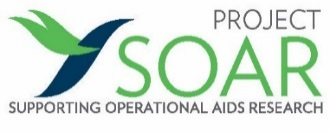 PROJECT
SOAR
SUPPORTING OPERATIONAL AIDS RESEARCH